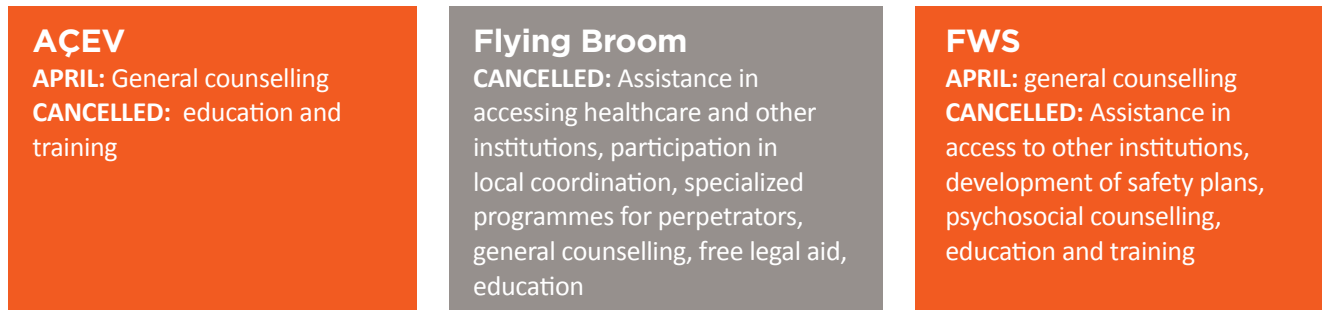 AÇEV
APRIL: General counselling
CANCELLED: education and
training
Flying Broom
CANCELLED: Assistance in
accessing healthcare and other
institutions, participation in
local coordination, specialized
programmes for perpetrators,
general counselling, free legal aid,
education
FWS
APRIL: general counselling
CANCELLED: Assistance in
access to other institutions,
development of safety plans,
psychosocial counselling,
education and training